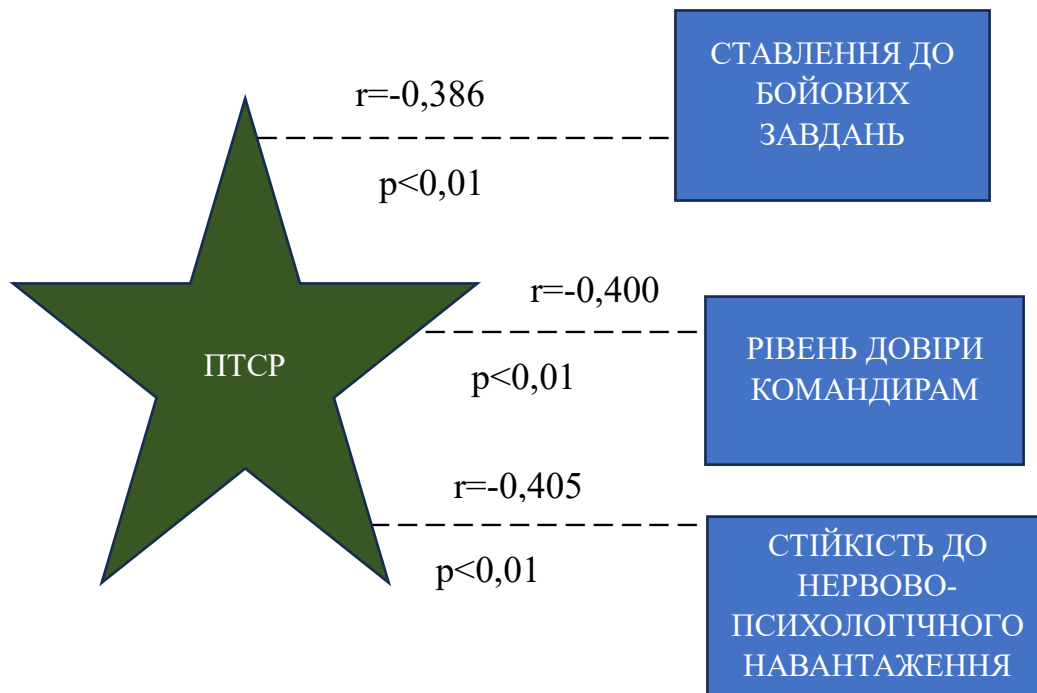 r=-0,386
p<0,01
СТАВЛЕННЯ ДО
БОЙОВИХ
ЗАВДАНЬ
ПТСР
r=-0,400
p<0,01
РІВЕНЬ ДОВІРИ
КОМАНДИРАМ
r=-0,405
p<0,01
СТІЙКІСТЬ ДО
НЕРВОВО-
ПСИХОЛОГІЧНОГО
НАВАНТАЖЕННЯ